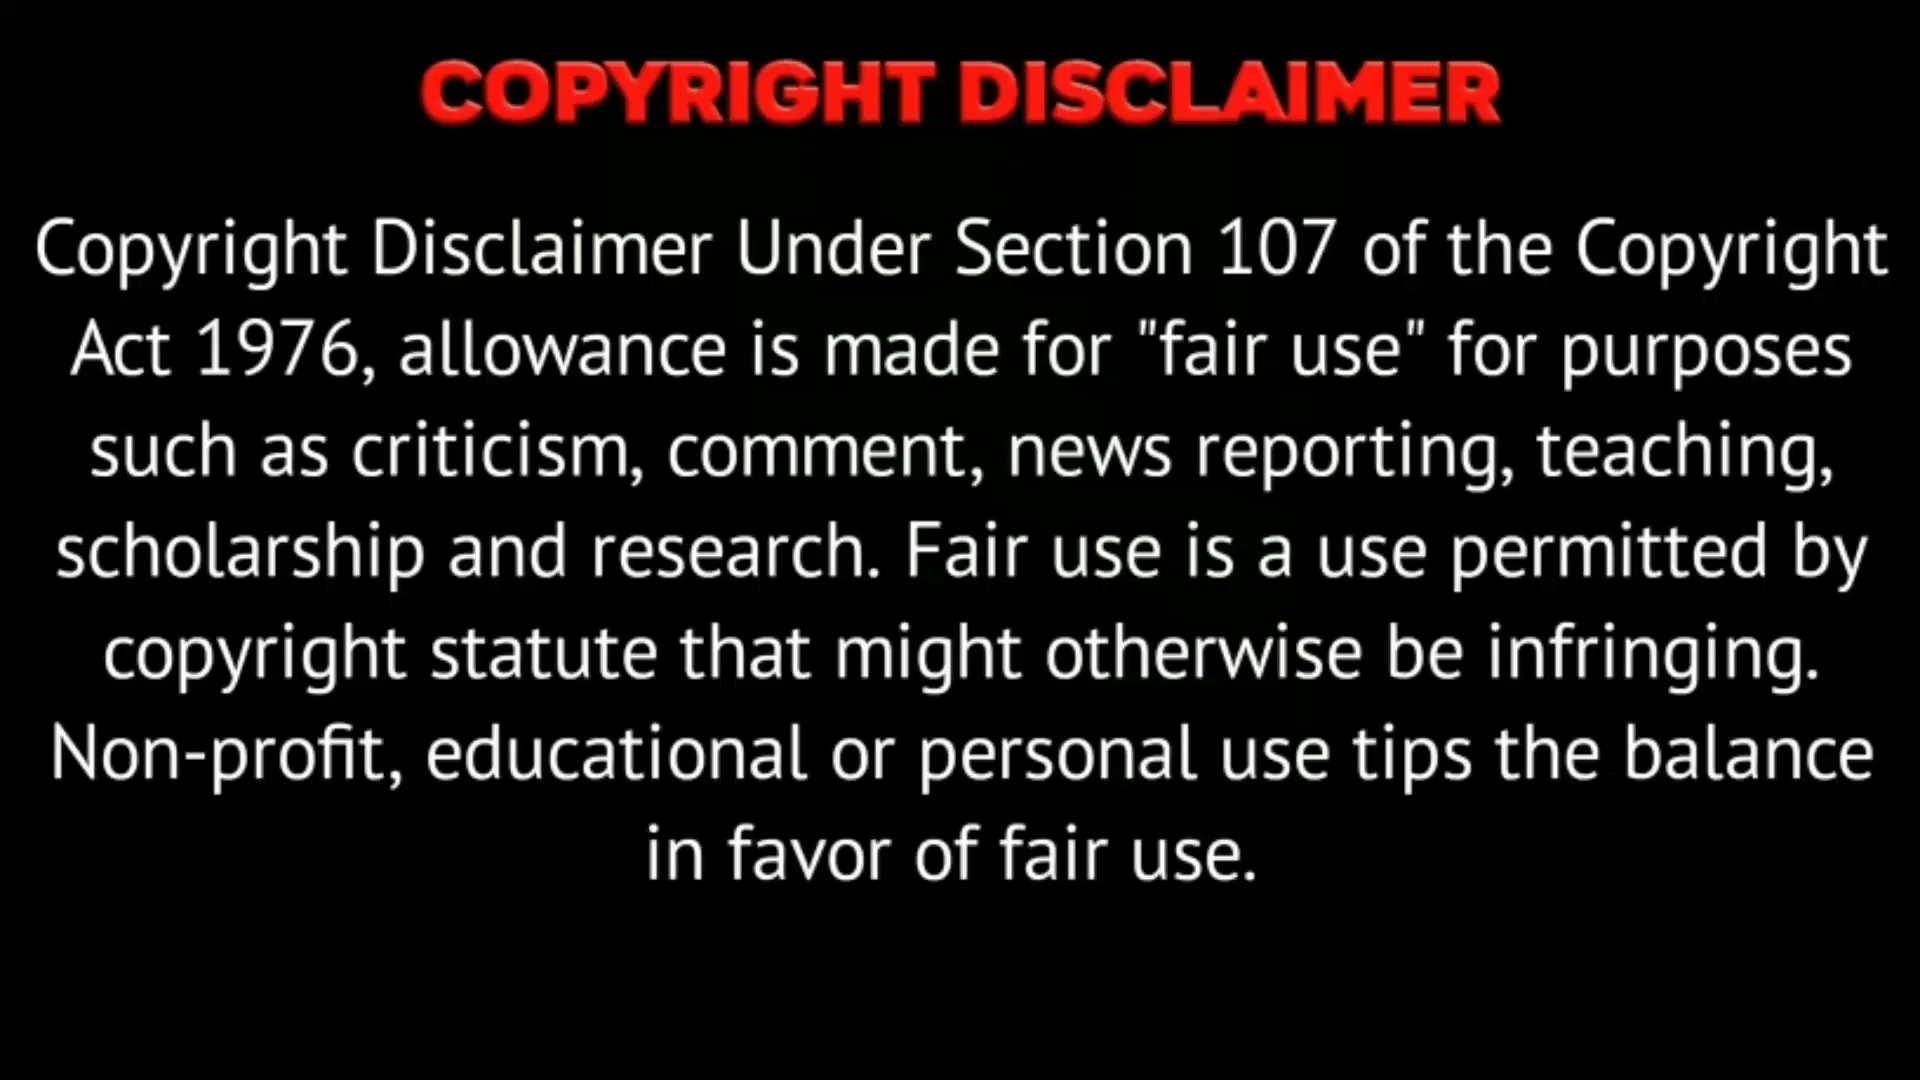 COPYRIGHT DISCLAIMER
Copyright Disclaimer Under Section 107 of the Copyright
Act 1976, allowance is made for "fair use" for purposes
such as criticism, comment, news reporting, teaching,
scholarship and research. Fair use is a use permitted by
copyright statute that might otherwise be infringing.
Non-profit, educational or personal use tips the balance
in favor of fair use.